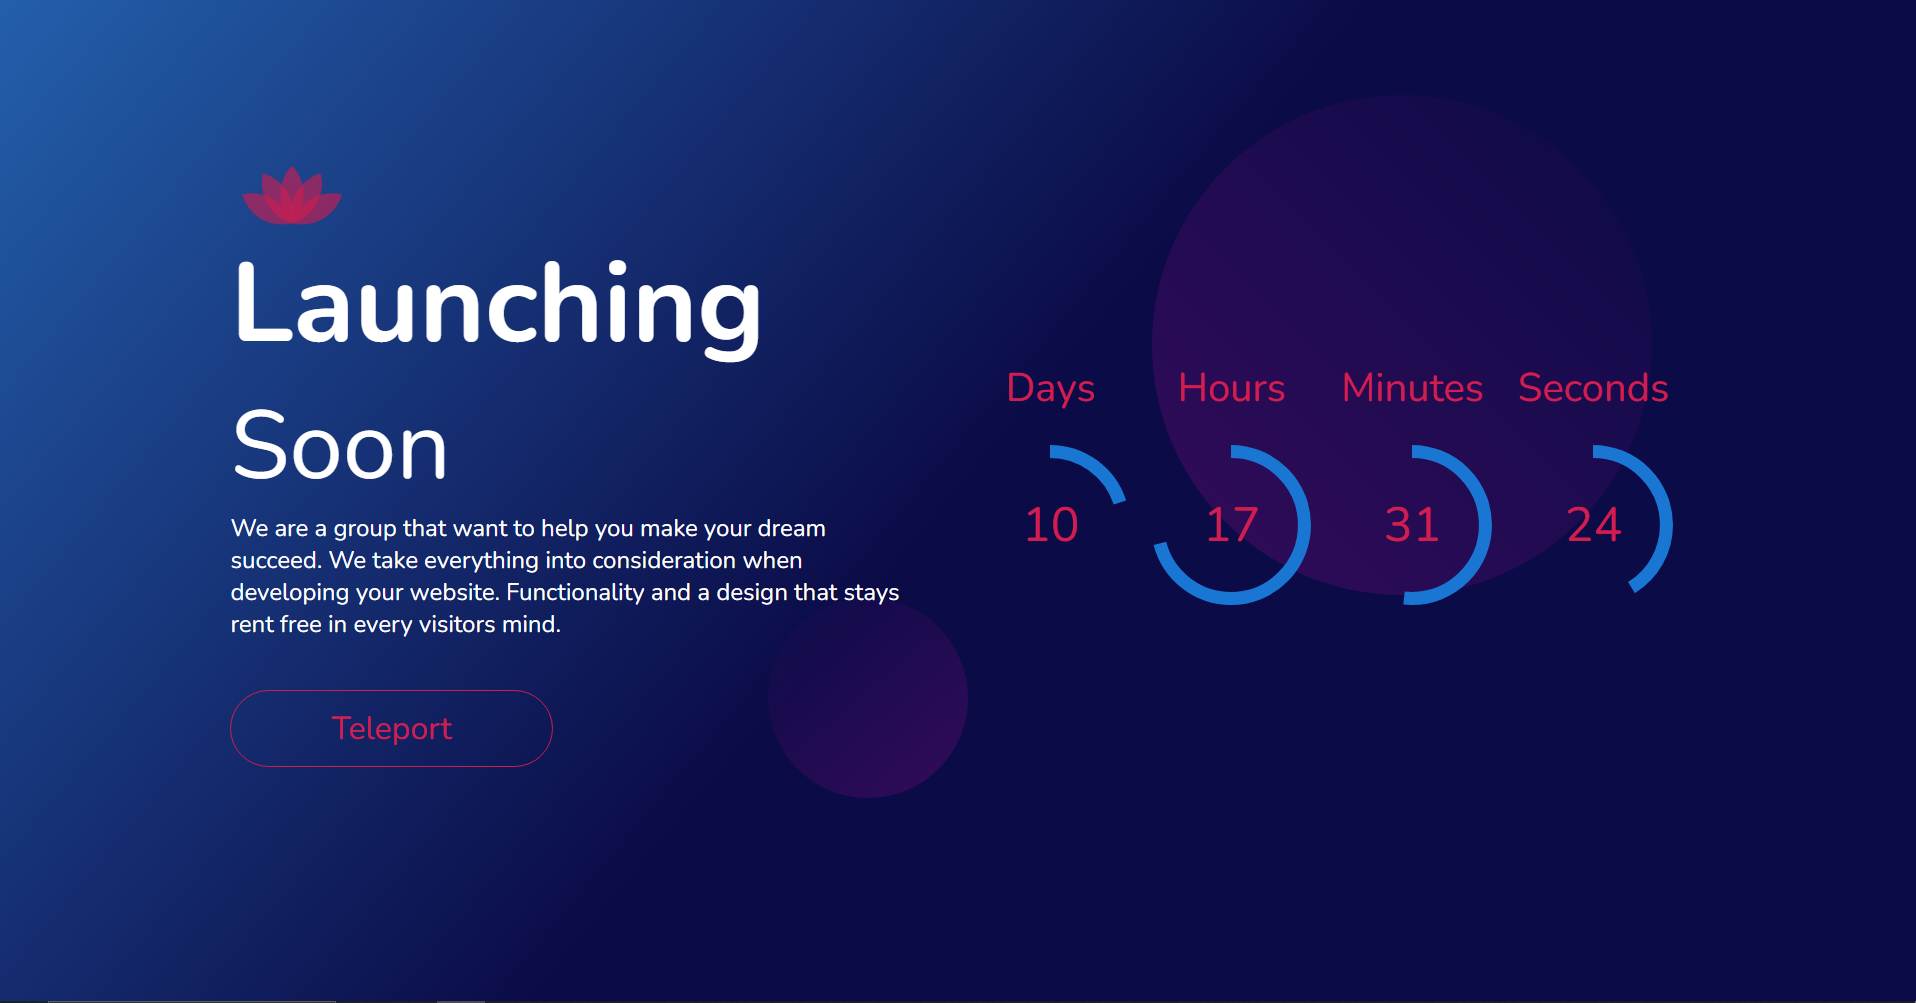 Launching
Soon
We are a group that want to help you make your dream
succeed. We take everything into consideration when
developing your website. Functionality and a design that stays
rent free in every visitors mind.
Teleport
Days Hours Minutes Seconds
10 17 31 24